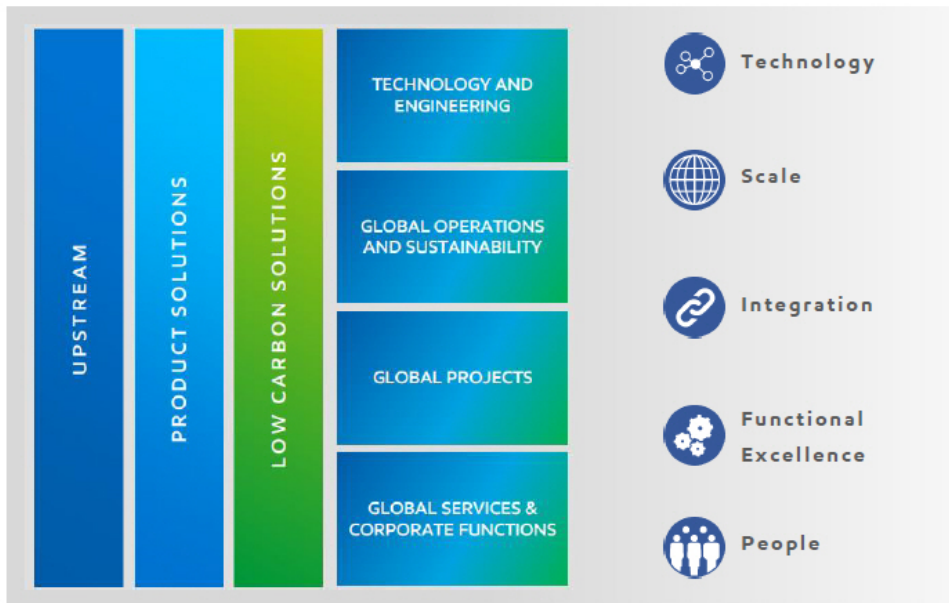 UPSTREAM
PRODUCT SOLUTIONS
LOW CARBON SOLUTIONS
TECHNOLOGY AND
ENGINEERING
GLOBAL OPERATIONS
AND SUSTAINABILITY
GLOBAL PROJECTS
GLOBAL SERVICES &
CORPORATE FUNCTIONS
Technology
Scale
Integration
Functional
Excellence
People